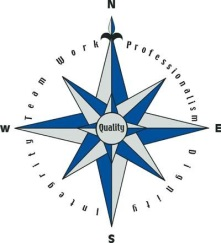 N
Team Work
Professionalism
W
Quality
E
Integrity
Dignity
S